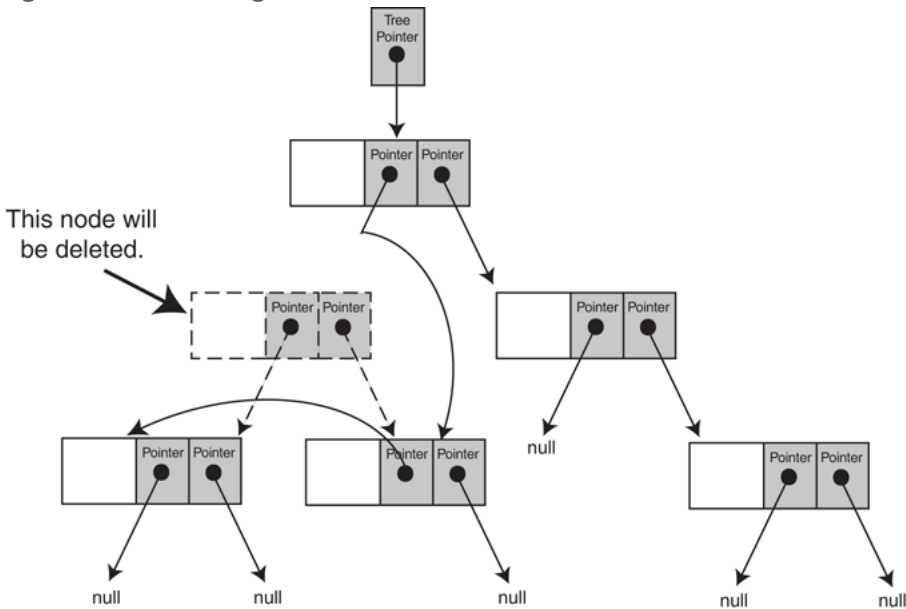 Tree
Pointer
Pointer Pointer
This node will
be deleted.
Pointer Pointer
Pointer Pointer
null
Pointer Pointer
Pointer Pointer
Pointer Pointer
null
null
null
null
null